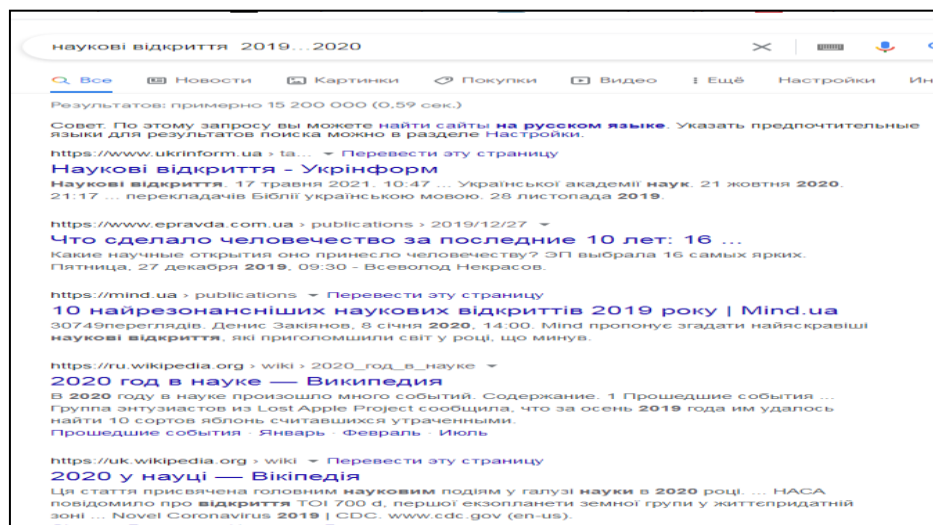 наукові відкриття 2019...2020
Все Новости Картинки Покупки Видео Ещё Настройки Ин
Результатов: примерно 15 200 000 (0,59 сек.)
Совет. По этому запросу вы можете найти сайты на русском языке. Указать предпочтительные
языки для результатов поиска можно в разделе Настройки.
https://www.ukrinform.ua › ta... Перевести эту страницу
Наукові відкриття - Укрінформ
Наукові відкриття. 17 травня 2021. 10:47 ... Української академії наук. 21 жовтня 2020.
21:17 ... перекладачів Біблії українською мовою. 28 листопада 2019.
https://www.epravda.com.ua › publications › 2019/12/27
Что сделало человечество за последние 10 лет: 16 ...
Какие научные открытия оно принесло человечеству? ЭП выбрала 16 самых ярких.
Пятница, 27 декабря 2019, 09:30 - Всеволод Некрасов.
https://mind.ua › publications Перевести эту страницу
10 найрезонансніших наукових відкриттів 2019 року | Mind.ua
30749переглядів. Денис Закіянов, 8 січня 2020, 14:00. Mind пропонує згадати найяскравіші
наукові відкриття, які приголомшили світ у році, що минув.
https://ru.wikipedia.org › wiki › 2020_год_в_науке
2020 год в науке — Википедия
В 2020 году в науке произошло много событий. Содержание. 1 Прошедшие события ...
Группа энтузиастов из Lost Apple Project сообщила, что за осень 2019 года им удалось
найти 10 сортов яблонь считавшихся утраченными.
Прошедшие события · Январь · Февраль · Июль
https://uk.wikipedia.org › wiki Перевести эту страницу
2020 у науці — Вікіпедія
Ця стаття присвячена головним науковим подіям у галузі науки в 2020 році. ... НАСА
повідомило про відкриття TOI 700 d, першої екзопланети земної групи у життєпридатній
зоні ... Novel Coronavirus 2019 | CDC. www.cdc.gov (en-us).